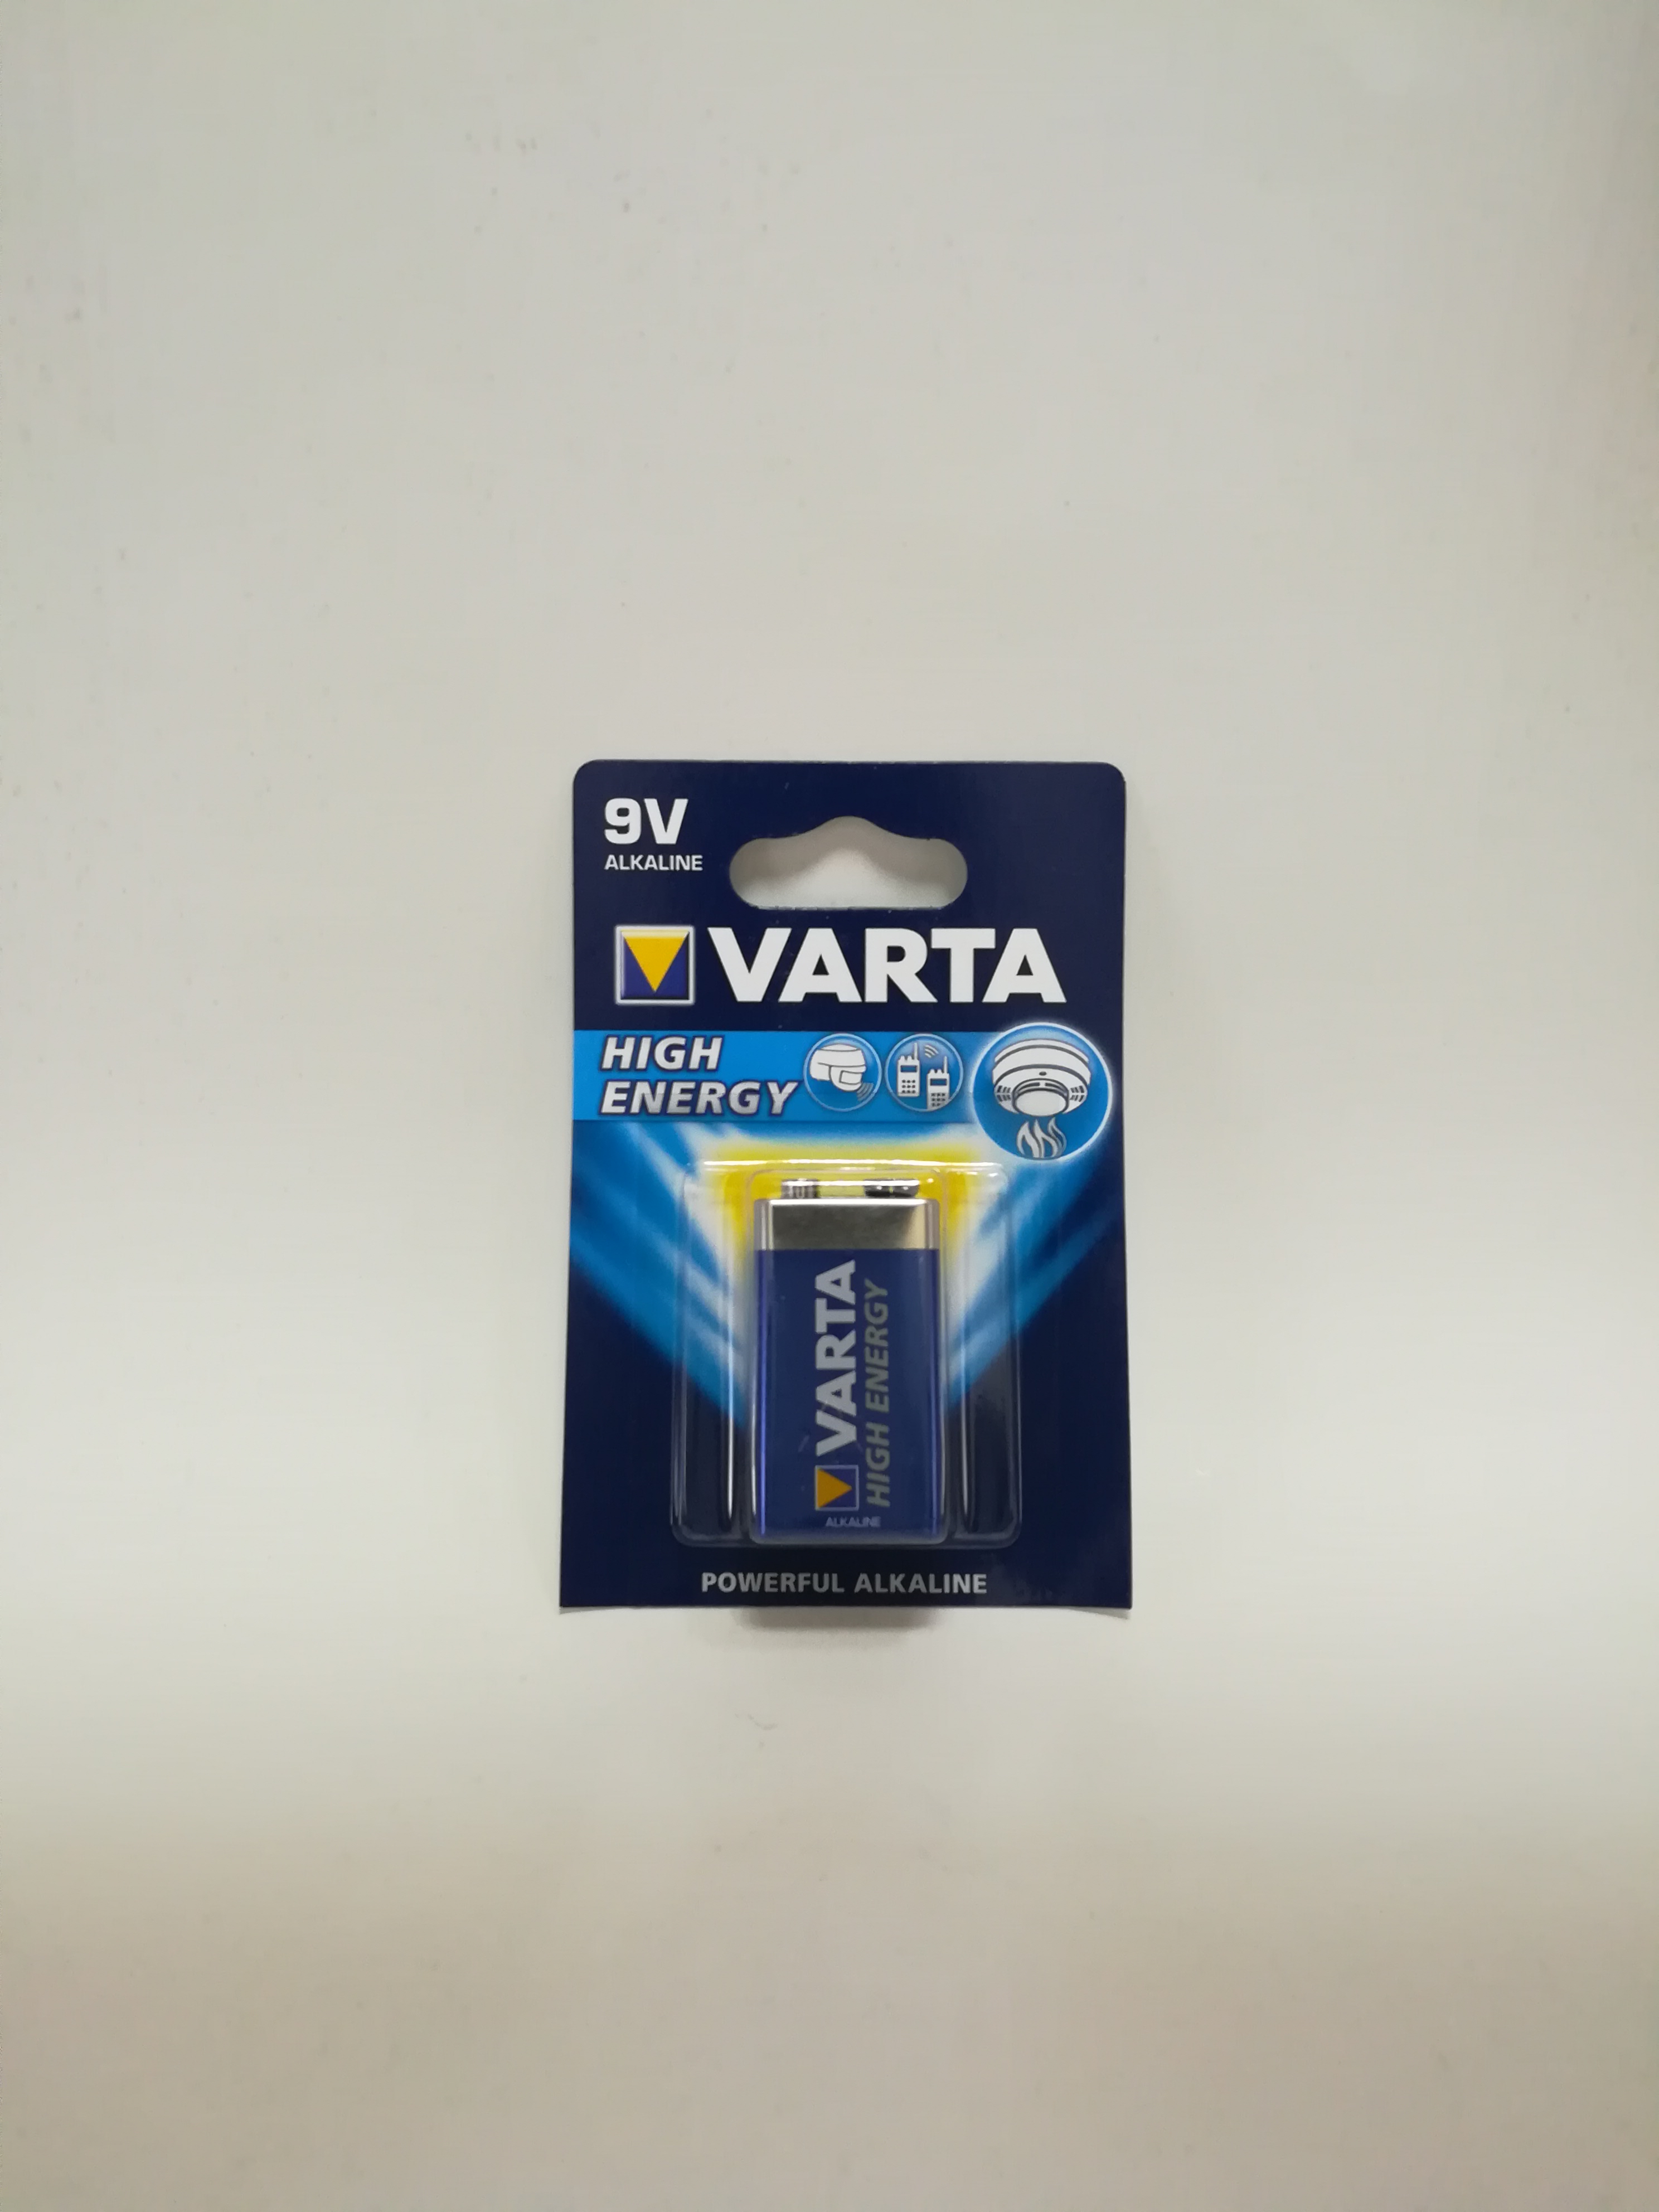 9V
ALKALINE
VARTA
HIGH
ENERGY
VARTA
HIGH ENERGY
ALKALINE
POWERFUL ALKALINE